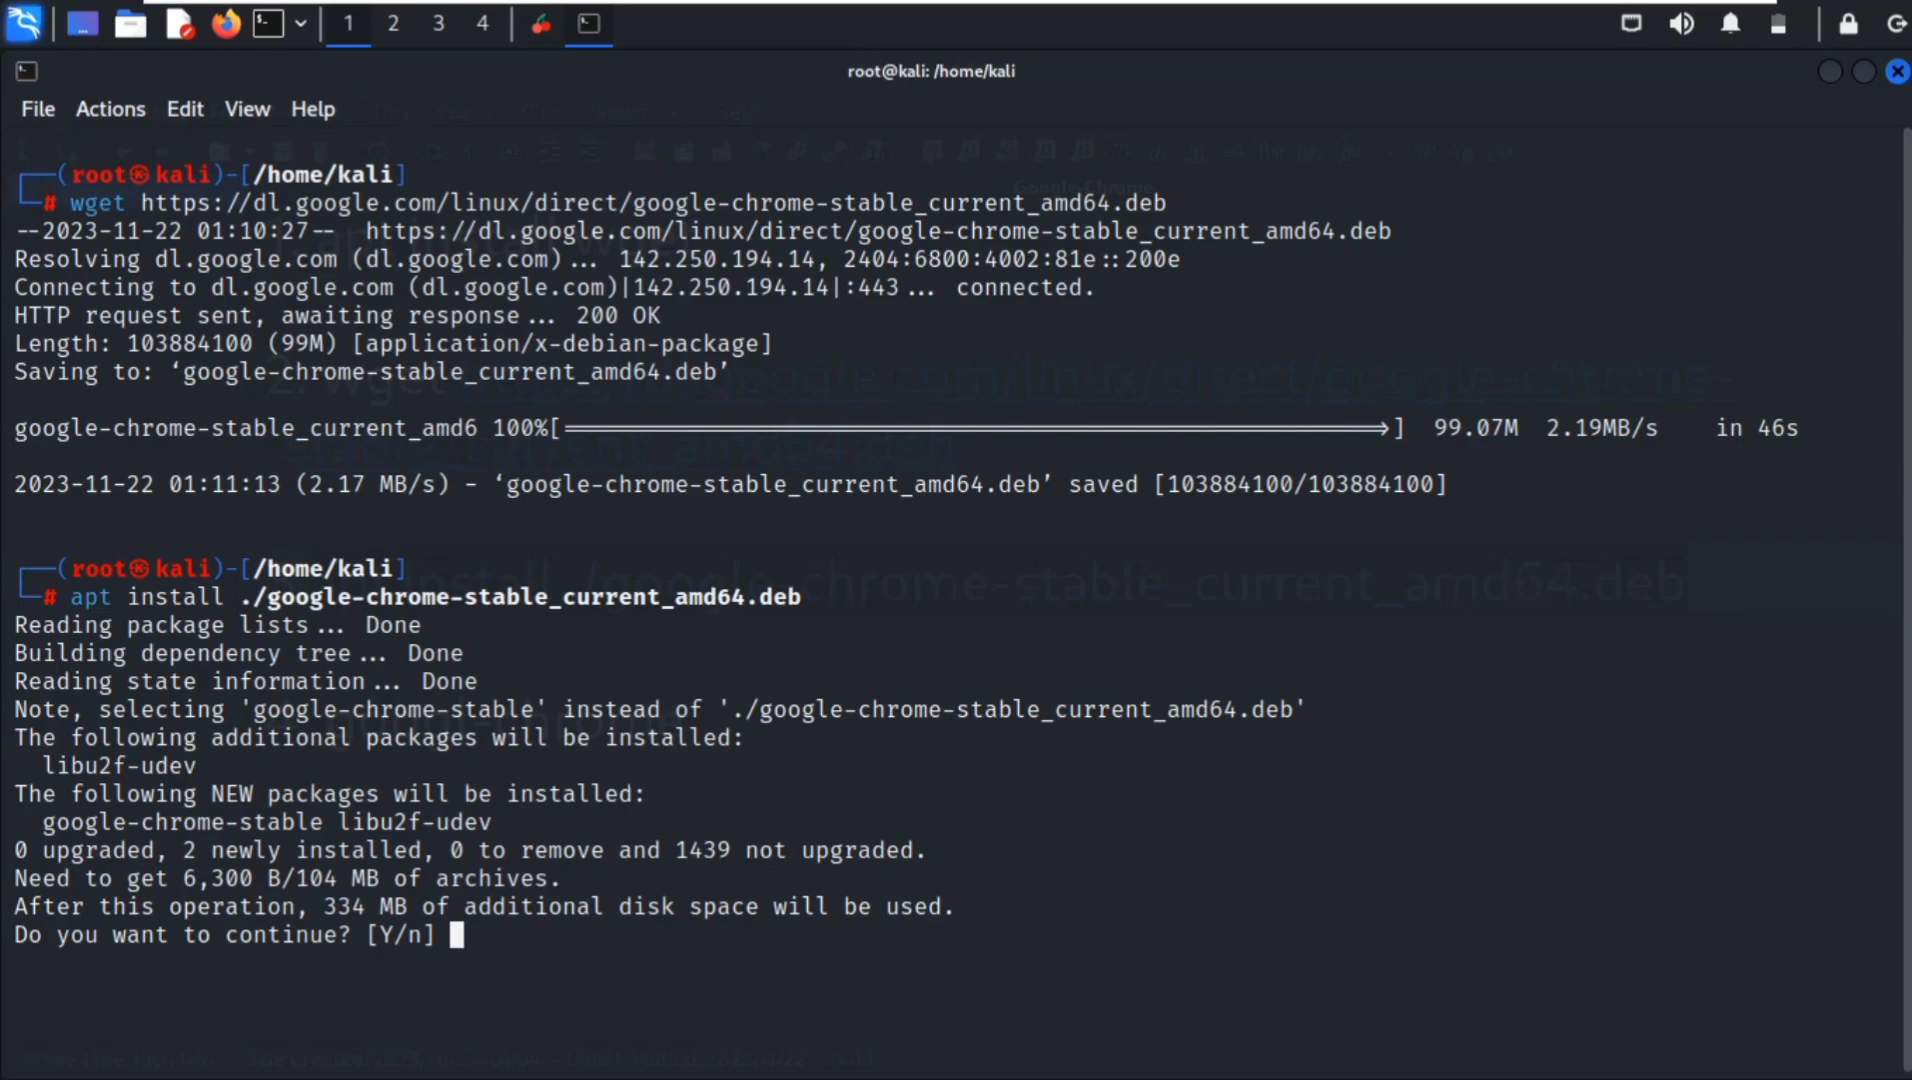 1 2 3 4
root@kali: /home/kali
File Actions Edit View Help
Google-Chrome
┌──(root㉿kali)-[/home/kali]
└─# wget https://dl.google.com/linux/direct/google-chrome-stable_current_amd64.deb
--2023-11-22 01:10:27--  https://dl.google.com/linux/direct/google-chrome-stable_current_amd64.deb
Resolving dl.google.com (dl.google.com)... 142.250.194.14, 2404:6800:4002:81e::200e
Connecting to dl.google.com (dl.google.com)|142.250.194.14|:443... connected.
HTTP request sent, awaiting response... 200 OK
Length: 103884100 (99M) [application/x-debian-package]
Saving to: ‘google-chrome-stable_current_amd64.deb’
google-chrome-stable_current_amd6 100%[===================================================>] 99.07M 2.19MB/s in 46s
2023-11-22 01:11:13 (2.17 MB/s) - ‘google-chrome-stable_current_amd64.deb’ saved [103884100/103884100]
┌──(root㉿kali)-[/home/kali]
└─# apt install ./google-chrome-stable_current_amd64.deb
Reading package lists... Done
Building dependency tree... Done
Reading state information... Done
Note, selecting 'google-chrome-stable' instead of './google-chrome-stable_current_amd64.deb'
The following additional packages will be installed:
  libu2f-udev
The following NEW packages will be installed:
  google-chrome-stable libu2f-udev
0 upgraded, 2 newly installed, 0 to remove and 1439 not upgraded.
Need to get 6,300 B/104 MB of archives.
After this operation, 334 MB of additional disk space will be used.
Do you want to continue? [Y/n]